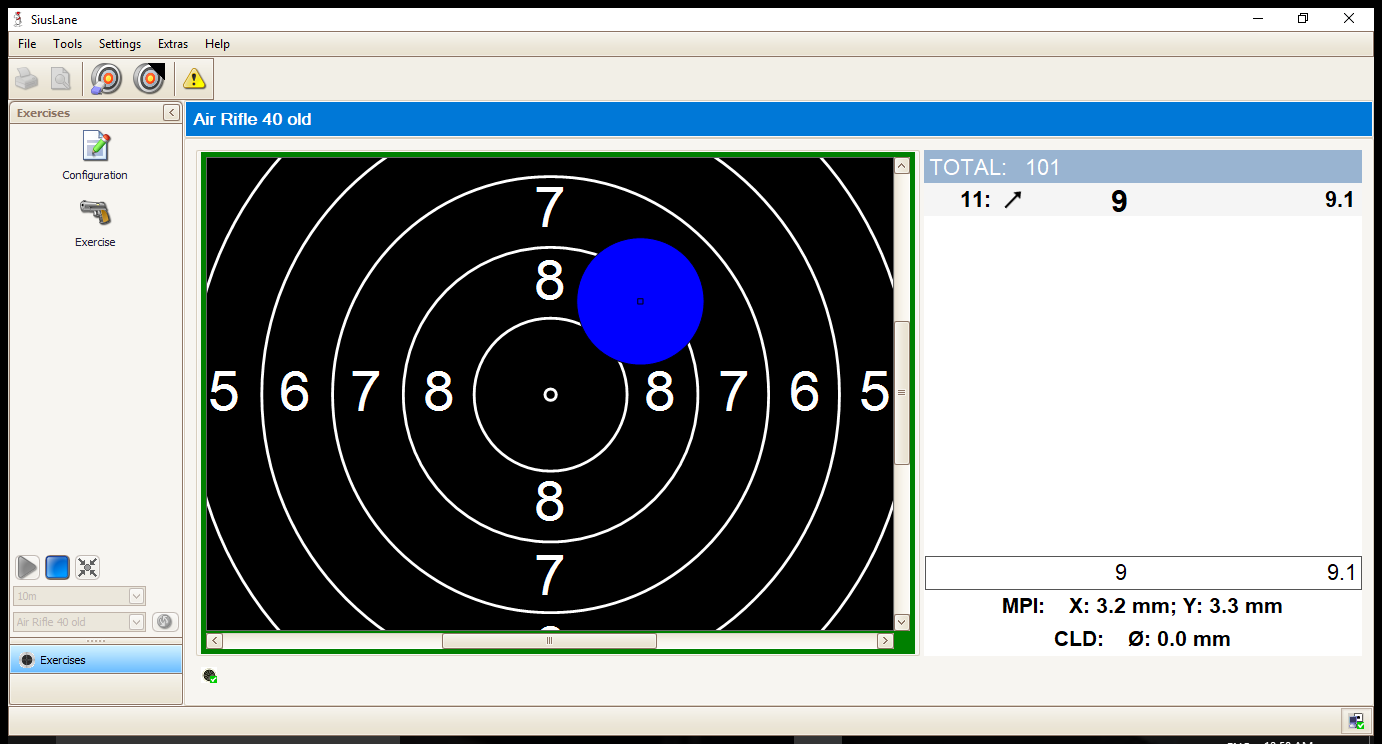 SiusLane
File Tools Settings Extras Help
Exercises
Configuration
Exercise
10m
Air Rifle 40 old
Exercises
Air Rifle 40 old
7
8
5 6 7 8 8 7 6 5
8
7
TOTAL: 101
11: 9 9.1
9 9.1
MPI: X: 3.2 mm; Y: 3.3 mm
CLD: Ø: 0.0 mm